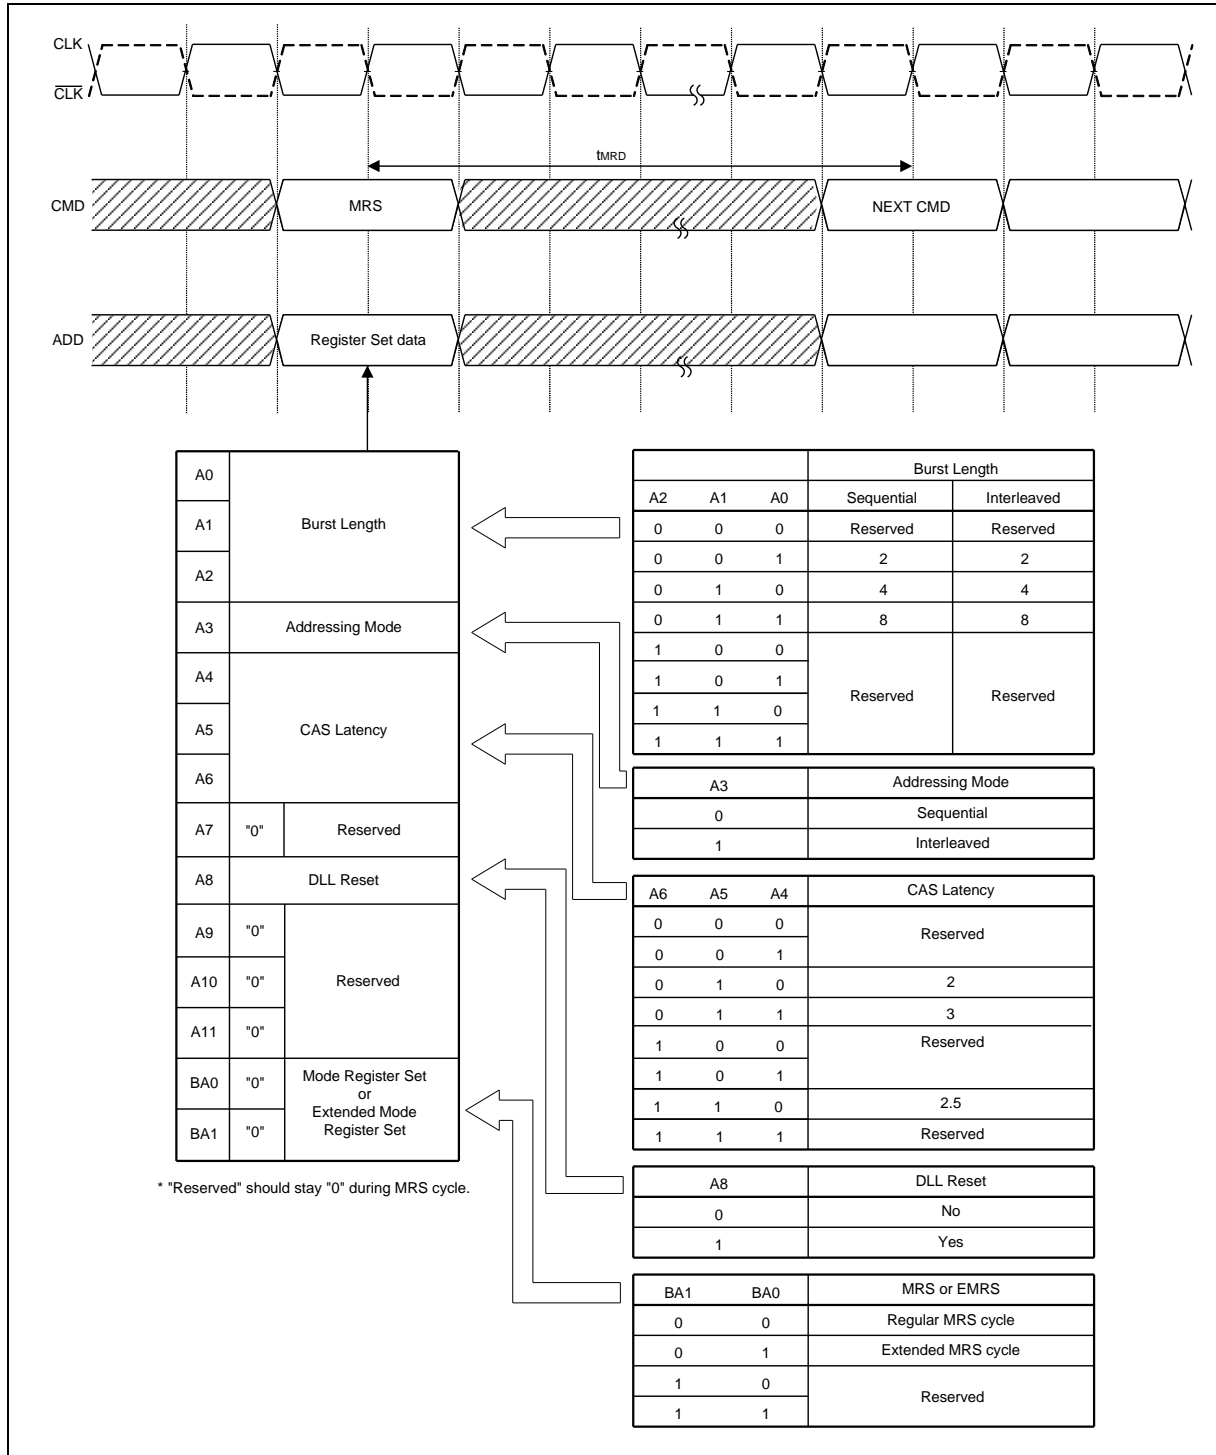 CLK
CLK
tMRD
CMD
MRS
NEXT CMD
ADD
Register Set data
A0
A1
Burst Length
A2
A3 Addressing Mode
A4
A5 CAS Latency
A6
A7 "0" Reserved
A8 DLL Reset
A9 "0"
A10 "0" Reserved
A11 "0"
BA0 "0"
BA1 "0"
Mode Register Set
or
Extended Mode
Register Set
* "Reserved" should stay "0" during MRS cycle.
Burst Length
A2 A1 A0 Sequential Interleaved
0 0 0 Reserved Reserved
0 0 1 2 2
0 1 0 4 4
0 1 1 8 8
1 0 0
1 0 1
Reserved Reserved
1 1 0
1 1 1
A3 Addressing Mode
0 Sequential
1 Interleaved
A6 A5 A4 CAS Latency
0 0 0
Reserved
0 0 1
0 1 0 2
0 1 1 3
1 0 0 Reserved
1 0 1
1 1 0 2.5
1 1 1 Reserved
A8 DLL Reset
0 No
1 Yes
BA1 BA0 MRS or EMRS
0 0 Regular MRS cycle
0 1 Extended MRS cycle
1 0
Reserved
1 1